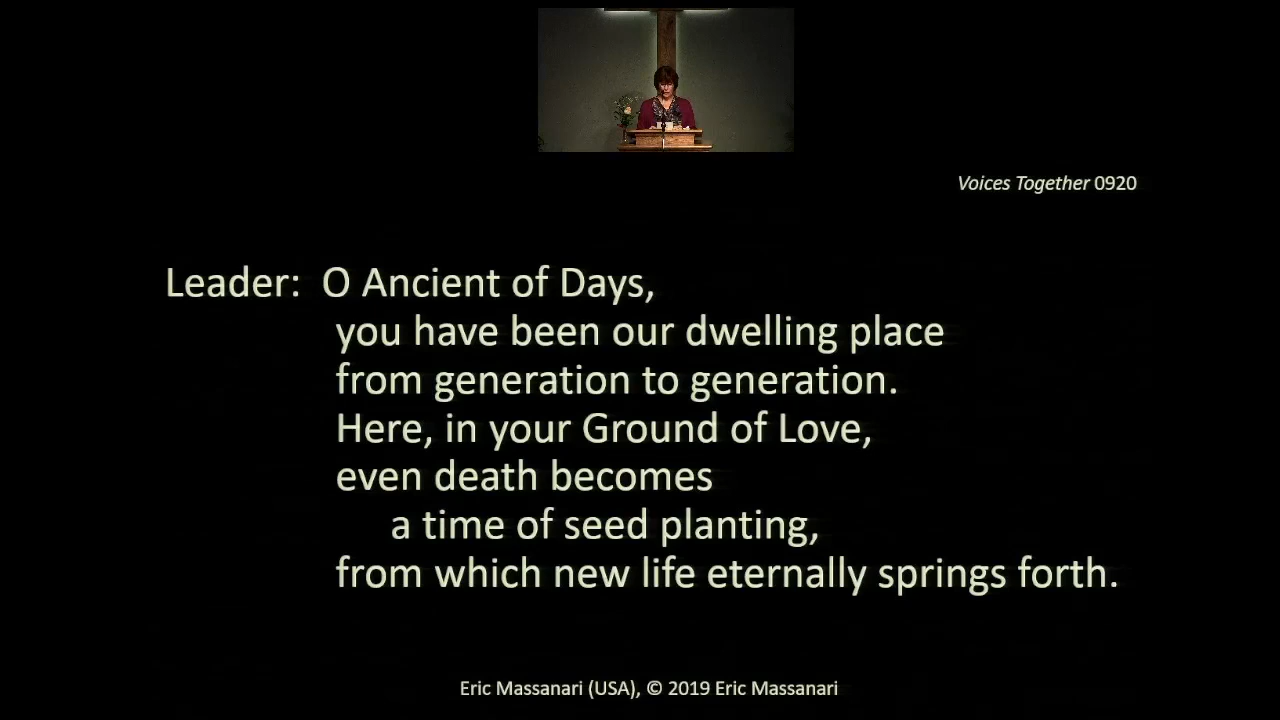 Voices Together 0920
Leader: O Ancient of Days,
you have been our dwelling place
from generation to generation.
Here, in your Ground of Love,
even death becomes
a time of seed planting,
from which new life eternally springs forth.
Eric Massanari (USA), © 2019 Eric Massanari